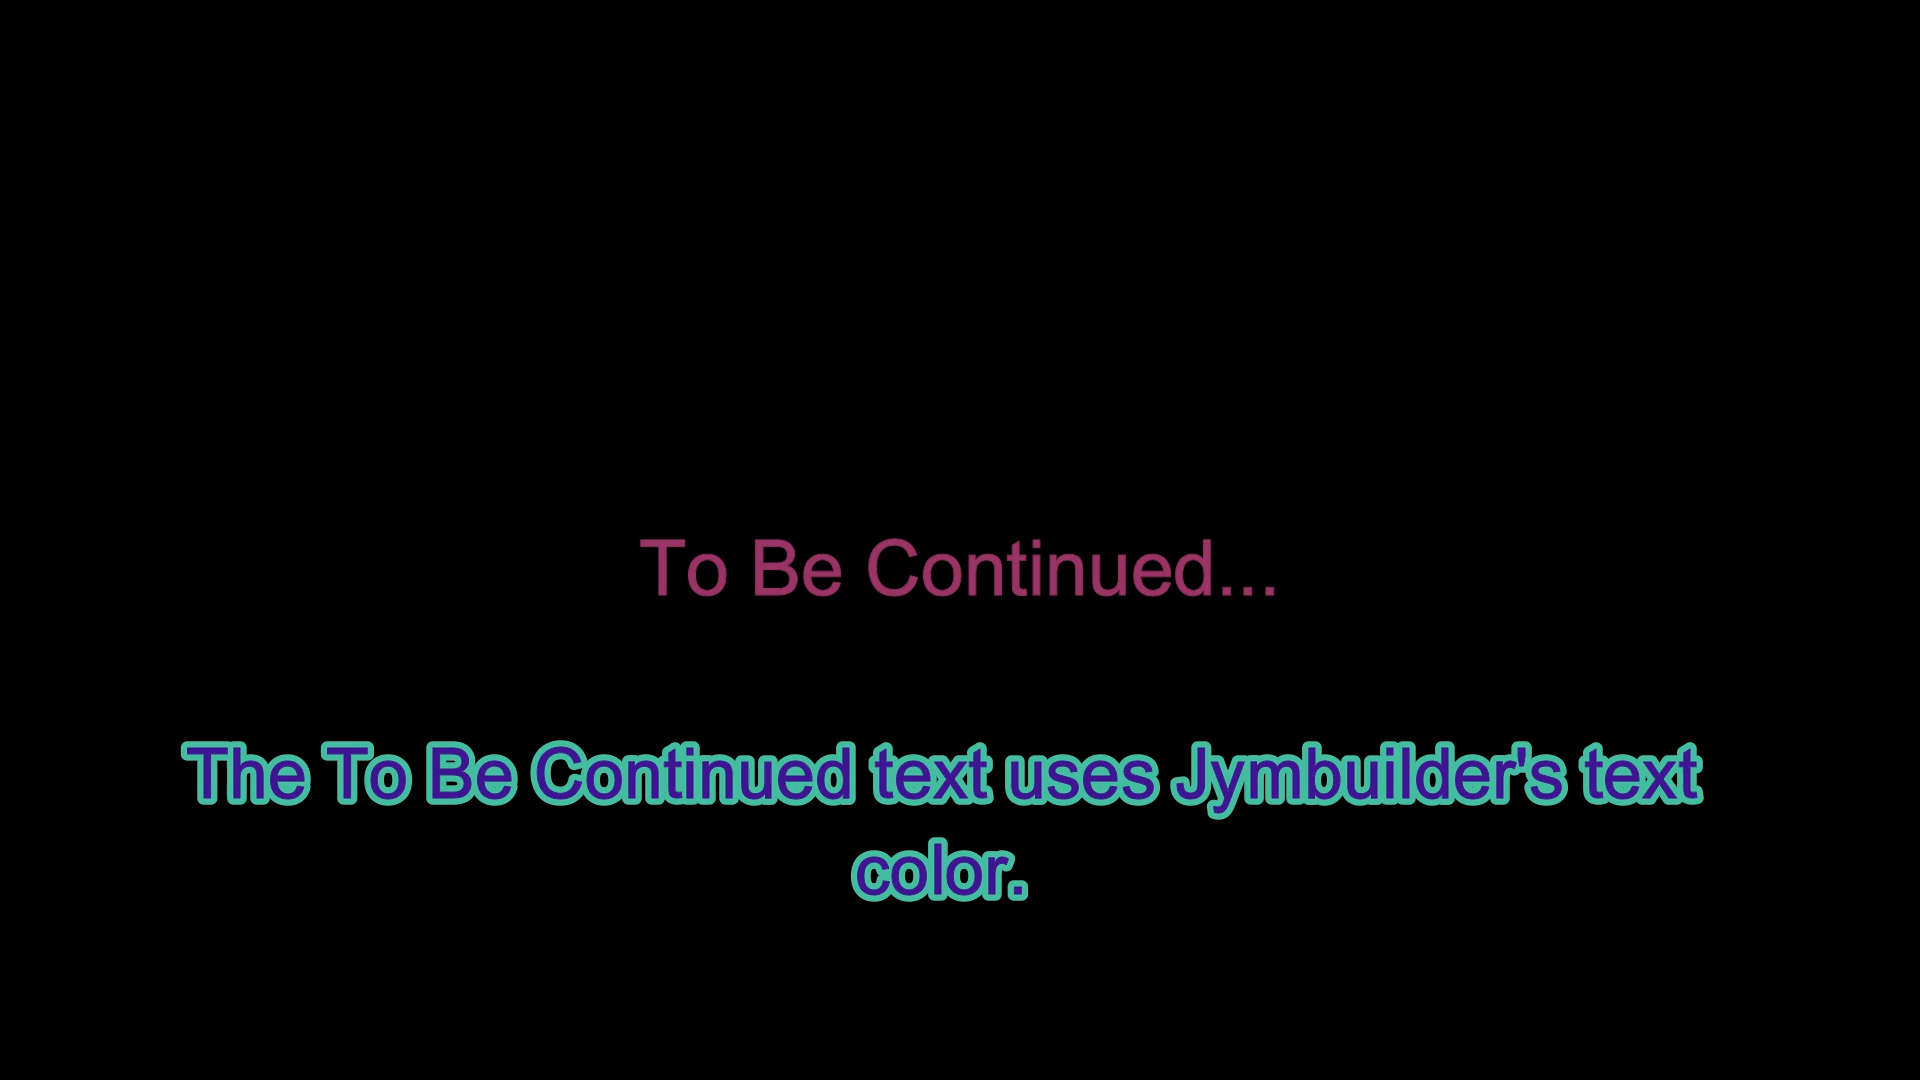 To Be Continued...
The To Be Continued text uses Jymbuilder's text
color.